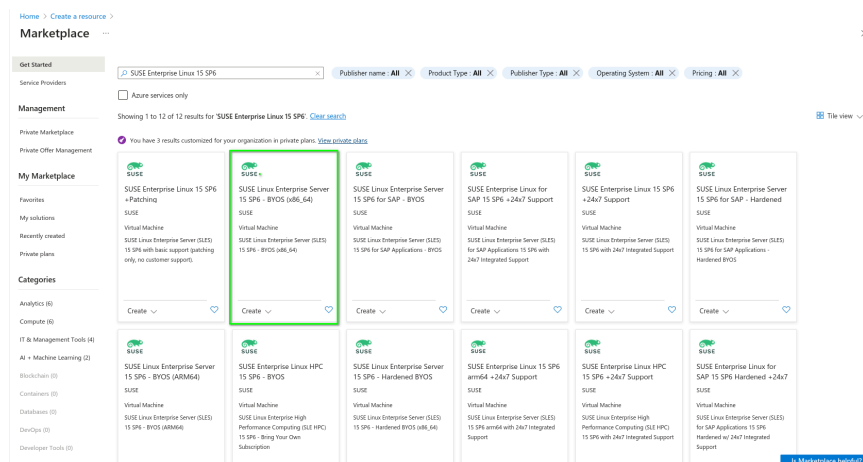 Home > Create a resource >
Marketplace ...
Get Started
Service Providers
Management
Private Marketplace
Private Offer Management
My Marketplace
Favorites
My solutions
Recently created
Private plans
Categories
Analytics (6)
Compute (6)
IT & Management Tools (4)
AI + Machine Learning (2)
Blockchain (0)
Containers (0)
Databases (0)
DevOps (0)
Developer Tools (0)
SUSE Enterprise Linux 15 SP6
Publisher name : All
Product Type : All
Publisher Type : All
Operating System : All
Pricing : All
Azure services only
Showing 1 to 12 of 12 results for 'SUSE Enterprise Linux 15 SP6'. Clear search
Tile view
You have 3 results customized for your organization in private plans. View private plans
SUSE
SUSE Enterprise Linux 15 SP6
+Patching
SUSE
Virtual Machine
SUSE Linux Enterprise Server (SLES)
15 SP6 with basic support (patching
only, no customer support).
Create
SUSE
SUSE Linux Enterprise Server
15 SP6 - BYOS (x86_64)
SUSE
Virtual Machine
SUSE Linux Enterprise Server (SLES)
15 SP6 - BYOS (x86_64)
Create
SUSE
SUSE Linux Enterprise Server
15 SP6 for SAP - BYOS
SUSE
Virtual Machine
SUSE Linux Enterprise Server (SLES)
15 SP6 for SAP Applications - BYOS
Create
SUSE
SUSE Enterprise Linux for
SAP 15 SP6 +24x7 Support
SUSE
Virtual Machine
SUSE Linux Enterprise Server (SLES)
for SAP Applications 15 SP6 with
24x7 Integrated Support
Create
SUSE
SUSE Enterprise Linux 15 SP6
+24x7 Support
SUSE
Virtual Machine
SUSE Linux Enterprise Server (SLES)
15 SP6 with 24x7 Integrated Support
Create
SUSE
SUSE Linux Enterprise Server
15 SP6 for SAP - Hardened
SUSE
Virtual Machine
SUSE Linux Enterprise Server (SLES)
15 SP6 for SAP Applications -
Hardened BYOS
Create
SUSE
SUSE Linux Enterprise Server
15 SP6 - BYOS (ARM64)
SUSE
Virtual Machine
SUSE Linux Enterprise Server (SLES)
15 SP6 - BYOS (ARM64)
SUSE
SUSE Enterprise Linux HPC
15 SP6 - BYOS
SUSE
Virtual Machine
SUSE Linux Enterprise High
Performance Computing (SLE HPC)
15 SP6 - Bring Your Own
Subscription
SUSE
SUSE Linux Enterprise Server
15 SP6 - Hardened BYOS
SUSE
Virtual Machine
SUSE Linux Enterprise Server (SLES)
15 SP6 - Hardened BYOS (x86_64)
SUSE
SUSE Enterprise Linux 15 SP6
arm64 +24x7 Support
SUSE
Virtual Machine
SUSE Linux Enterprise Server (SLES)
15 SP6 arm64 with 24x7 Integrated
Support
SUSE
SUSE Enterprise Linux HPC
15 SP6 +24x7 Support
SUSE
Virtual Machine
SUSE Linux Enterprise High
Performance Computing (SLE HPC)
15 SP6 with 24x7 Integrated Support
SUSE
SUSE Enterprise Linux for
SAP 15 SP6 Hardened +24x7
SUSE
Virtual Machine
SUSE Linux Enterprise Server (SLES)
for SAP Applications 15 SP6
Hardened w/ 24x7 Integrated
Support
Is Marketplace helpful?